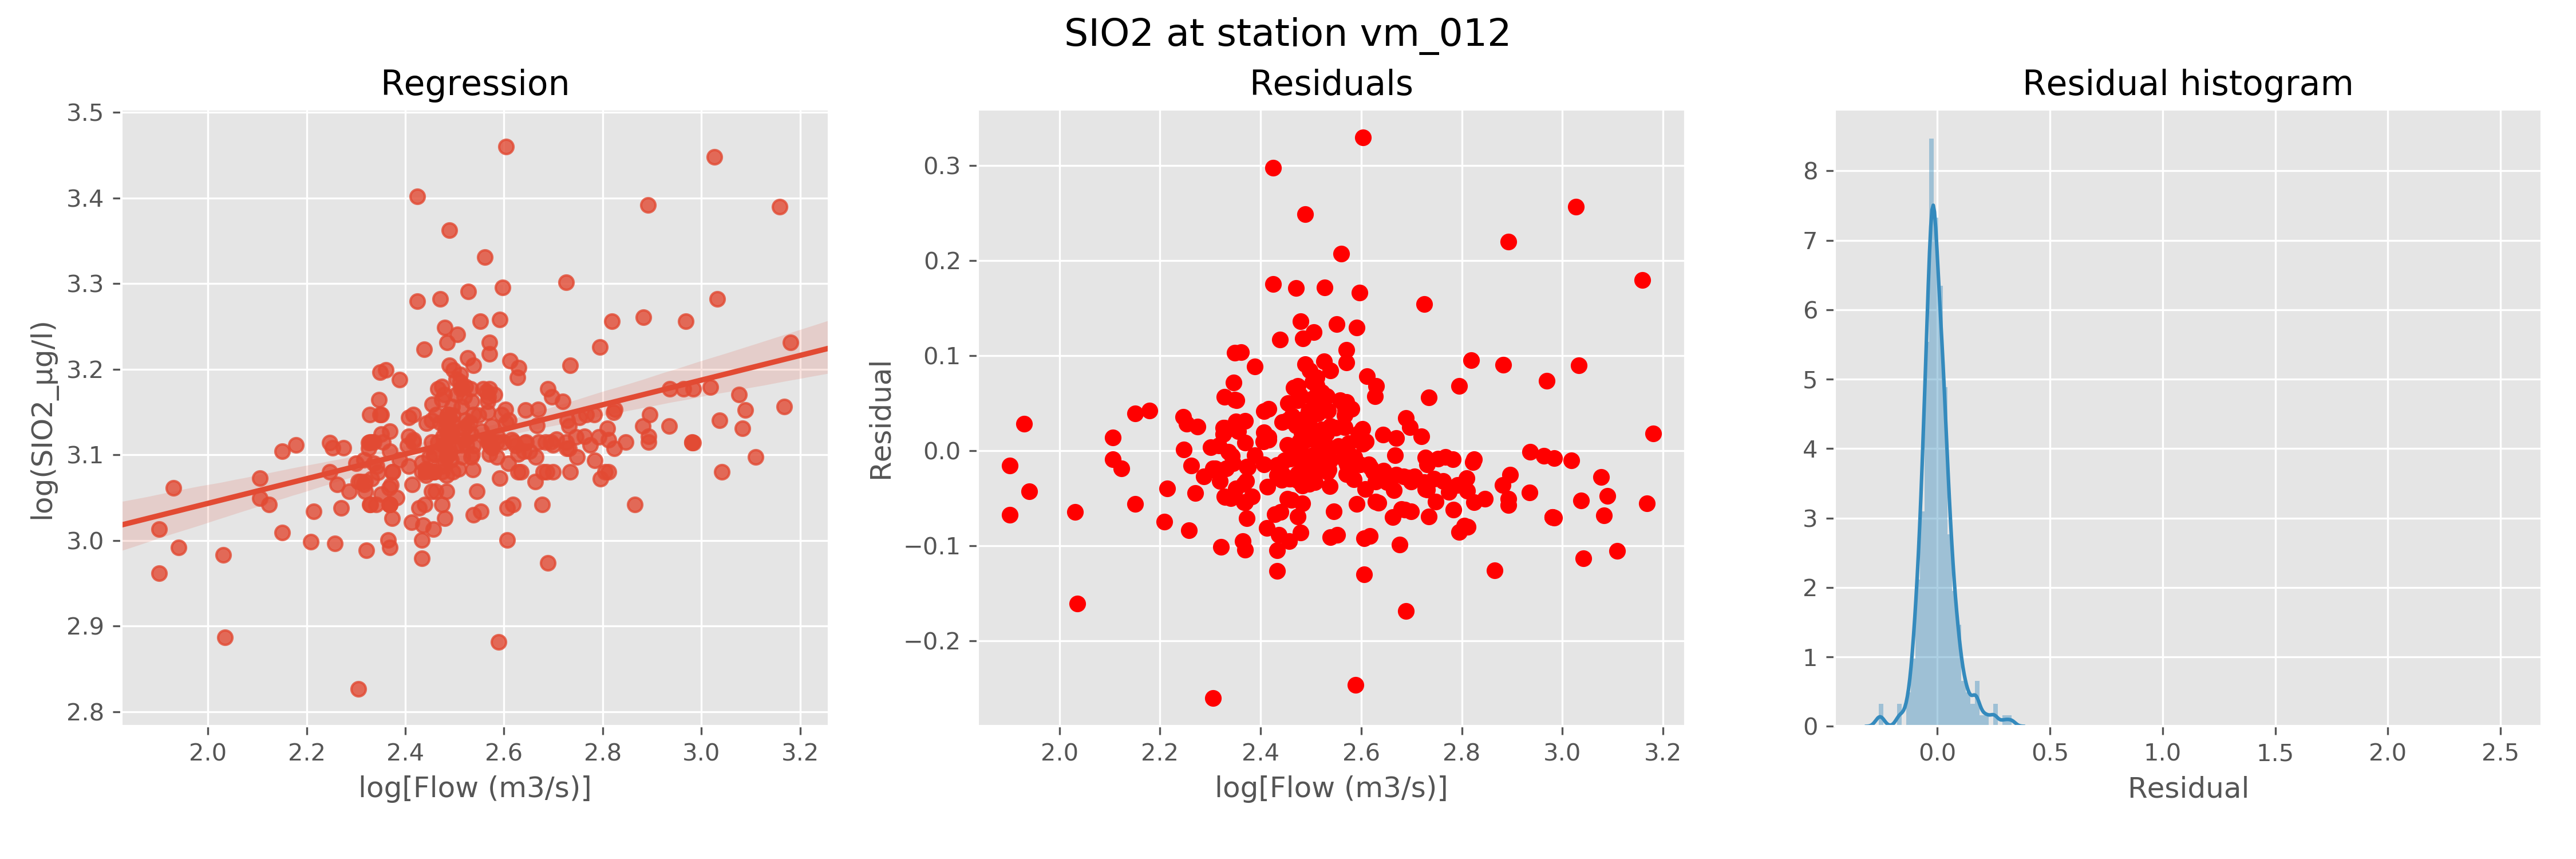 SIO2 at station vm_012
Regression
Residuals
Residual histogram
3.5
3.4
3.3
3.2
3.1
3.0
2.9
2.8
log(SIO2_µg/l)
2.0 2.2 2.4 2.6 2.8 3.0 3.2
log[Flow (m3/s)]
0.3
0.2
0.1
0.0
−0.1
−0.2
Residual
2.0 2.2 2.4 2.6 2.8 3.0 3.2
log[Flow (m3/s)]
8
7
6
5
4
3
2
1
0
0.0 0.5 1.0 1.5 2.0 2.5
Residual